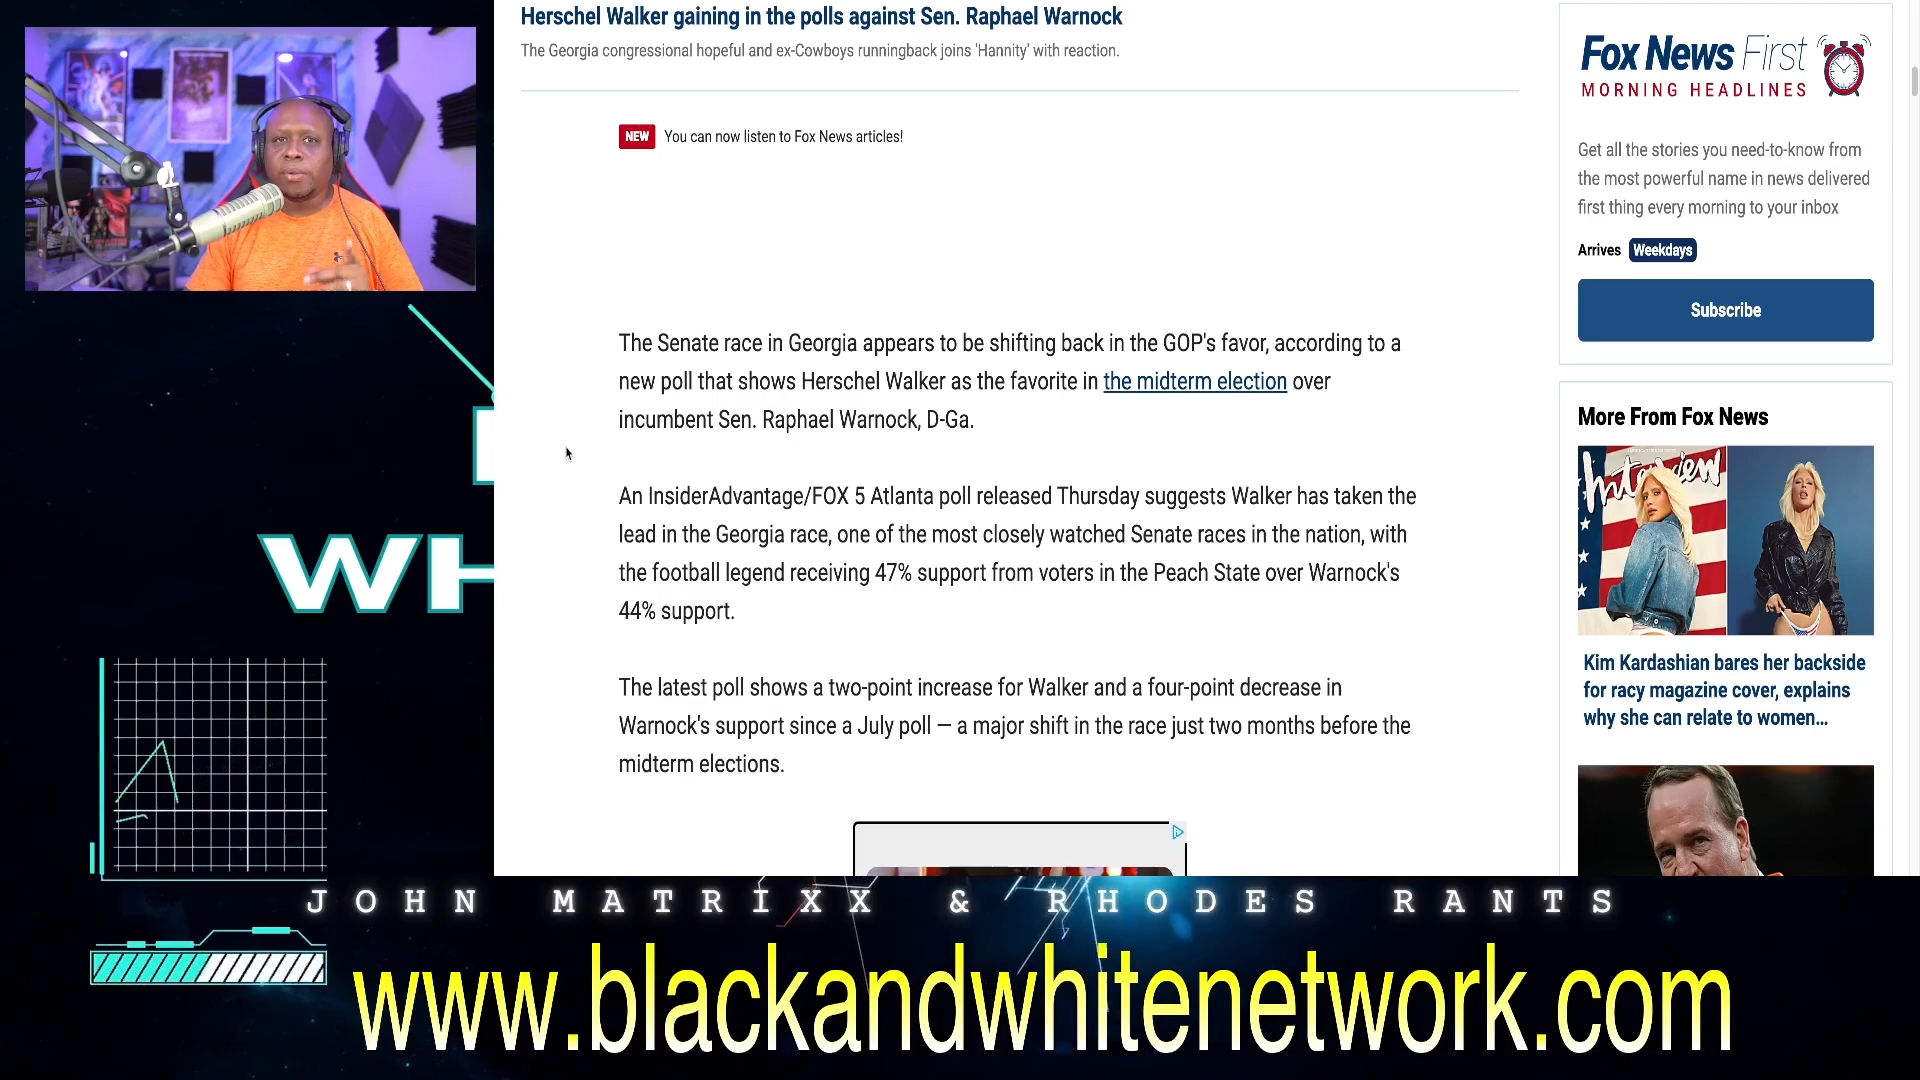 Herschel Walker gaining in the polls against Sen. Raphael Warnock
The Georgia congressional hopeful and ex-Cowboys runningback joins 'Hannity' with reaction.
NEW You can now listen to Fox News articles!
The Senate race in Georgia appears to be shifting back in the GOP's favor, according to a
new poll that shows Herschel Walker as the favorite in the midterm election over
incumbent Sen. Raphael Warnock, D-Ga.
An InsiderAdvantage/FOX 5 Atlanta poll released Thursday suggests Walker has taken the
lead in the Georgia race, one of the most closely watched Senate races in the nation, with
the football legend receiving 47% support from voters in the Peach State over Warnock's
44% support.
The latest poll shows a two-point increase for Walker and a four-point decrease in
Warnock's support since a July poll — a major shift in the race just two months before the
midterm elections.
Fox News First
MORNING HEADLINES
Get all the stories you need-to-know from
the most powerful name in news delivered
first thing every morning to your inbox
Arrives Weekdays
Subscribe
More From Fox News
Interview
Kim Kardashian bares her backside
for racy magazine cover, explains
why she can relate to women...
WH
JOHN MATRIXX & RHODES RANTS
www.blackandwhitenetwork.com